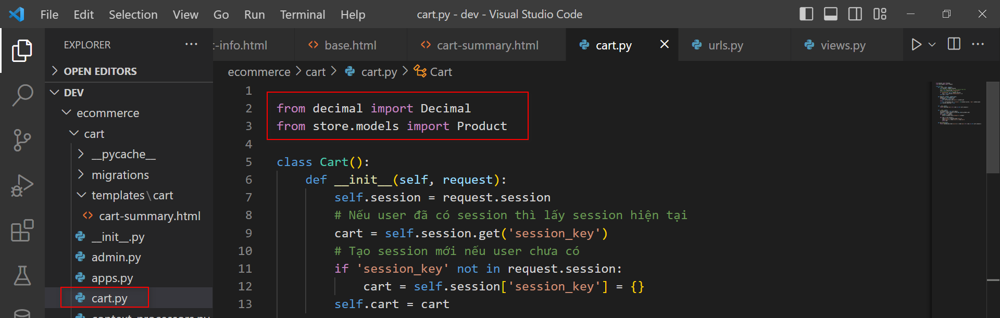 File Edit Selection View Go Run Terminal Help cart.py - dev - Visual Studio Code
EXPLORER ··· t-info.html <> base.html <> cart-summary.html cart.py urls.py views.py ···
> OPEN EDITORS
ecommerce > cart > cart.py > Cart
DEV
ecommerce
cart
> __pycache__
> migrations
templates\cart
<> cart-summary.html
__init__.py
admin.py
apps.py
cart.py
context_processors.py
1
2 from decimal import Decimal
3 from store.models import Product
4
5 class Cart():
6 def __init__(self, request):
7 self.session = request.session
8 # Nếu user đã có session thì lấy session hiện tại
9 cart = self.session.get('session_key')
10 # Tạo session mới nếu user chưa có
11 if 'session_key' not in request.session:
12 cart = self.session['session_key'] = {}
13 self.cart = cart